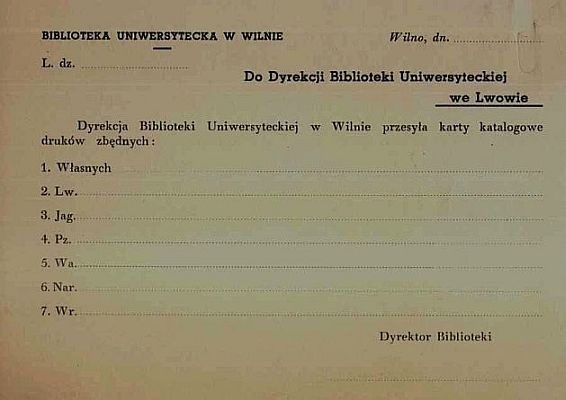 BIBLIOTEKA UNIWERSYTECKA W WILNIE
Wilno, dn.
L. dz.
Do Dyrekcji Biblioteki Uniwersyteckiej
we Lwowie
Dyrekcja Biblioteki Uniwersyteckiej w Wilnie przesyła karty katalogowe
druków zbędnych:
1. Własnych
2. Lw.
3. Jag.
4. Pz.
5. Wa.
6. Nar.
7. Wr.
Dyrektor Biblioteki